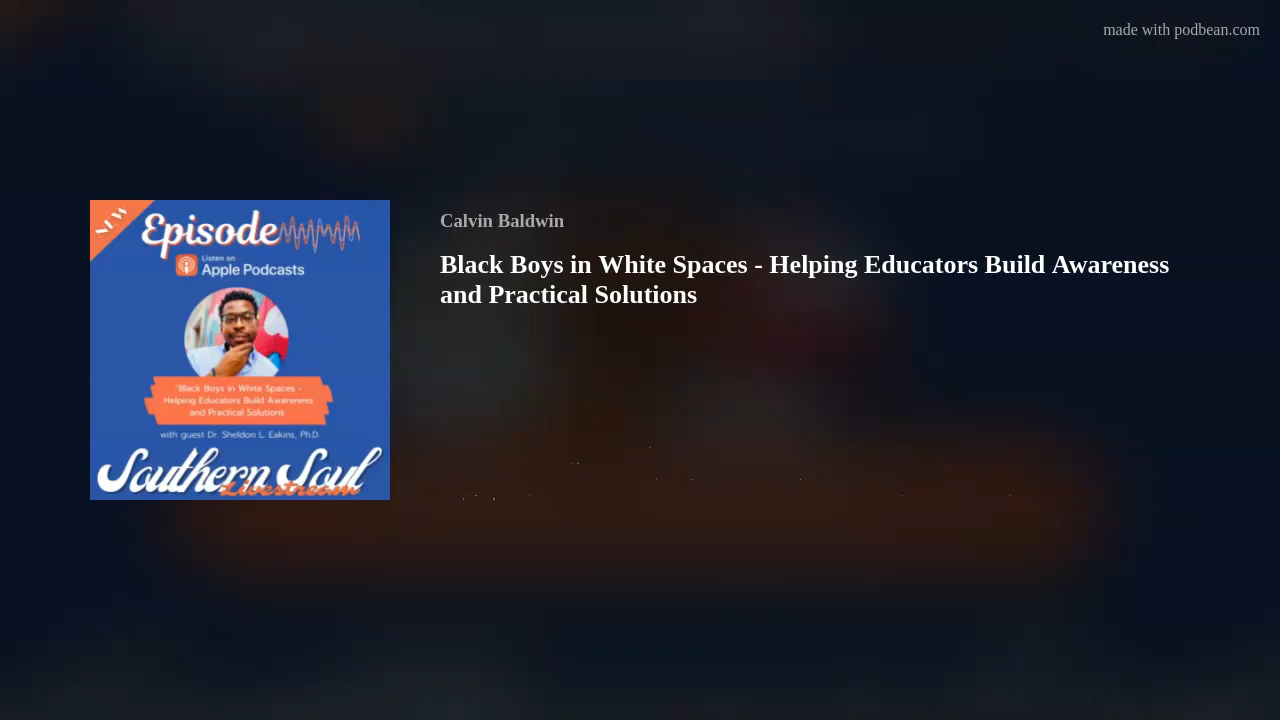 made with podbean.com
NEW
Episode
Listen on
Apple Podcasts
"Black Boys in White Spaces -
Helping Educators Build Awareness
and Practical Solutions
with guest Dr. Sheldon L. Eakins, Ph.D.
Southern Soul
Livestream
Calvin Baldwin
Black Boys in White Spaces - Helping Educators Build Awareness
and Practical Solutions